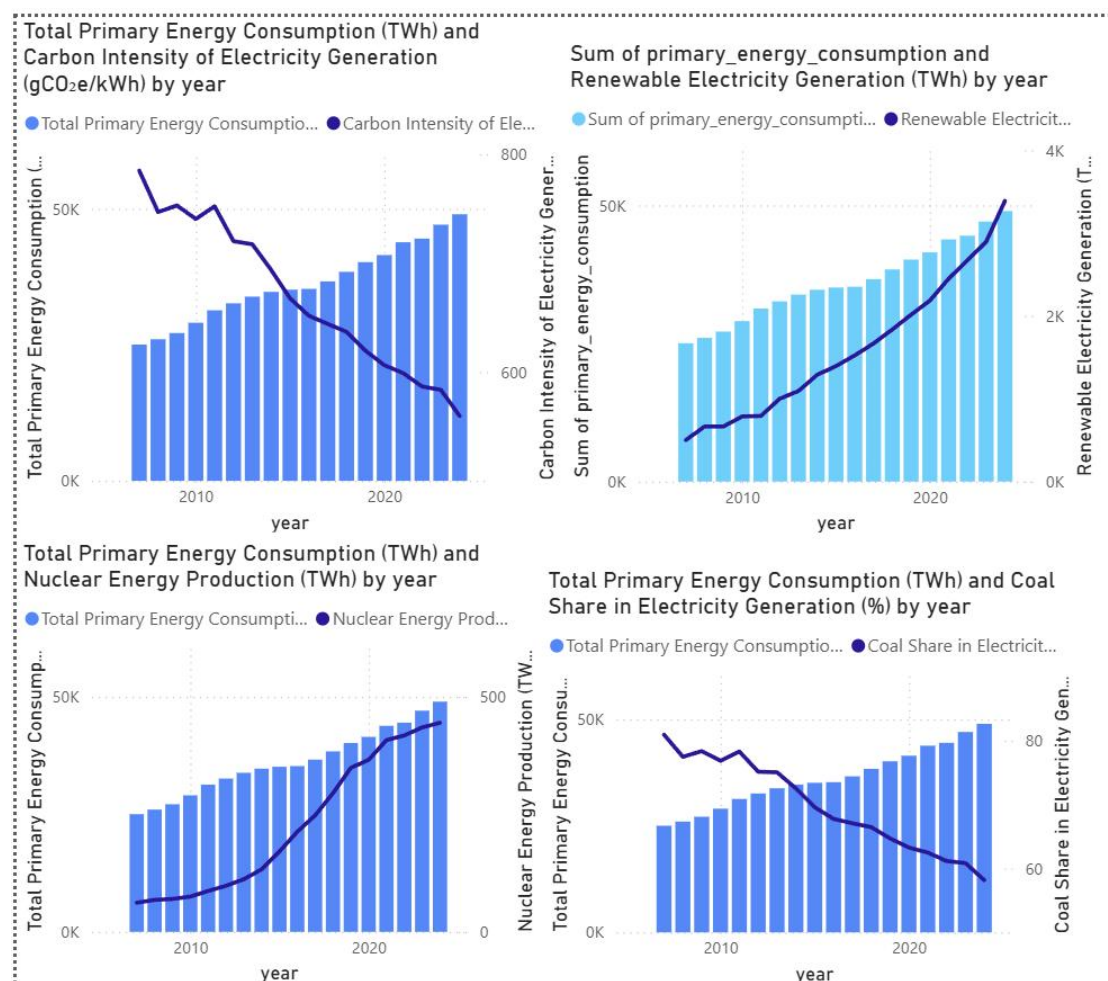 Total Primary Energy Consumption (TWh) and
Carbon Intensity of Electricity Generation
(gCO₂e/kWh) by year
Total Primary Energy Consumptio... Carbon Intensity of Ele...
Total Primary Energy Consumption (...
50K
0K
800
600
Carbon Intensity of Electricity Gener...
2010
2020
year
Sum of primary_energy_consumption and
Renewable Electricity Generation (TWh) by year
Sum of primary_energy_consumpti... Renewable Electricit...
Sum of primary_energy_consumption
50K
0K
4K
2K
0K
Renewable Electricity Generation (T...
2010
2020
year
Total Primary Energy Consumption (TWh) and
Nuclear Energy Production (TWh) by year
Total Primary Energy Consumpti... Nuclear Energy Prod...
Total Primary Energy Consump...
50K
0K
500
0
Nuclear Energy Production (TW...
2010
2020
year
Total Primary Energy Consumption (TWh) and Coal
Share in Electricity Generation (%) by year
Total Primary Energy Consumptio... Coal Share in Electricit...
Total Primary Energy Consu...
50K
0K
80
60
Coal Share in Electricity Gen...
2010
2020
year